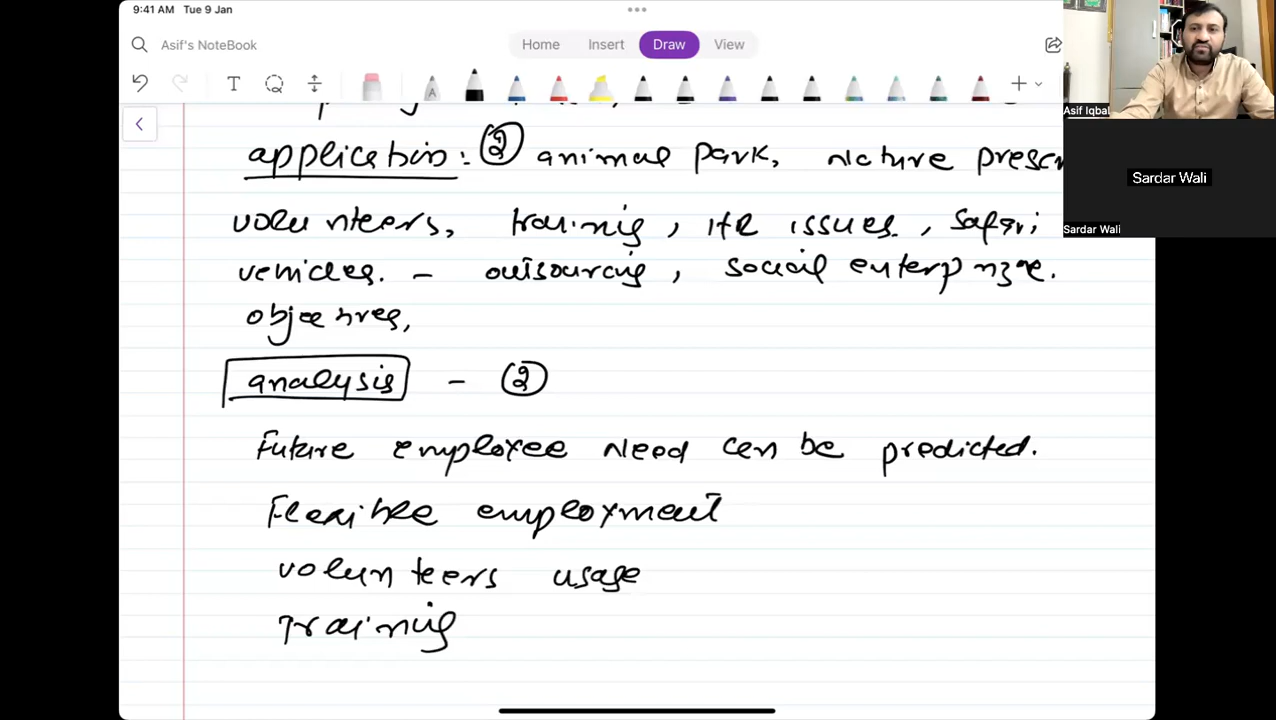 9:41 AM Tue 9 Jan
Asif's NoteBook
Home Insert Draw View
T
A
Asif Iqbal
application: ② animal park, nature preser
Sardar Wali
Sardar Wali
volunteers, training, HR issues, safari
vehicles. - outsourcing, social enterprize.
objectives,
analysis - ②
Future employee need can be predicted.
Flexible employment
volunteers usage
Training